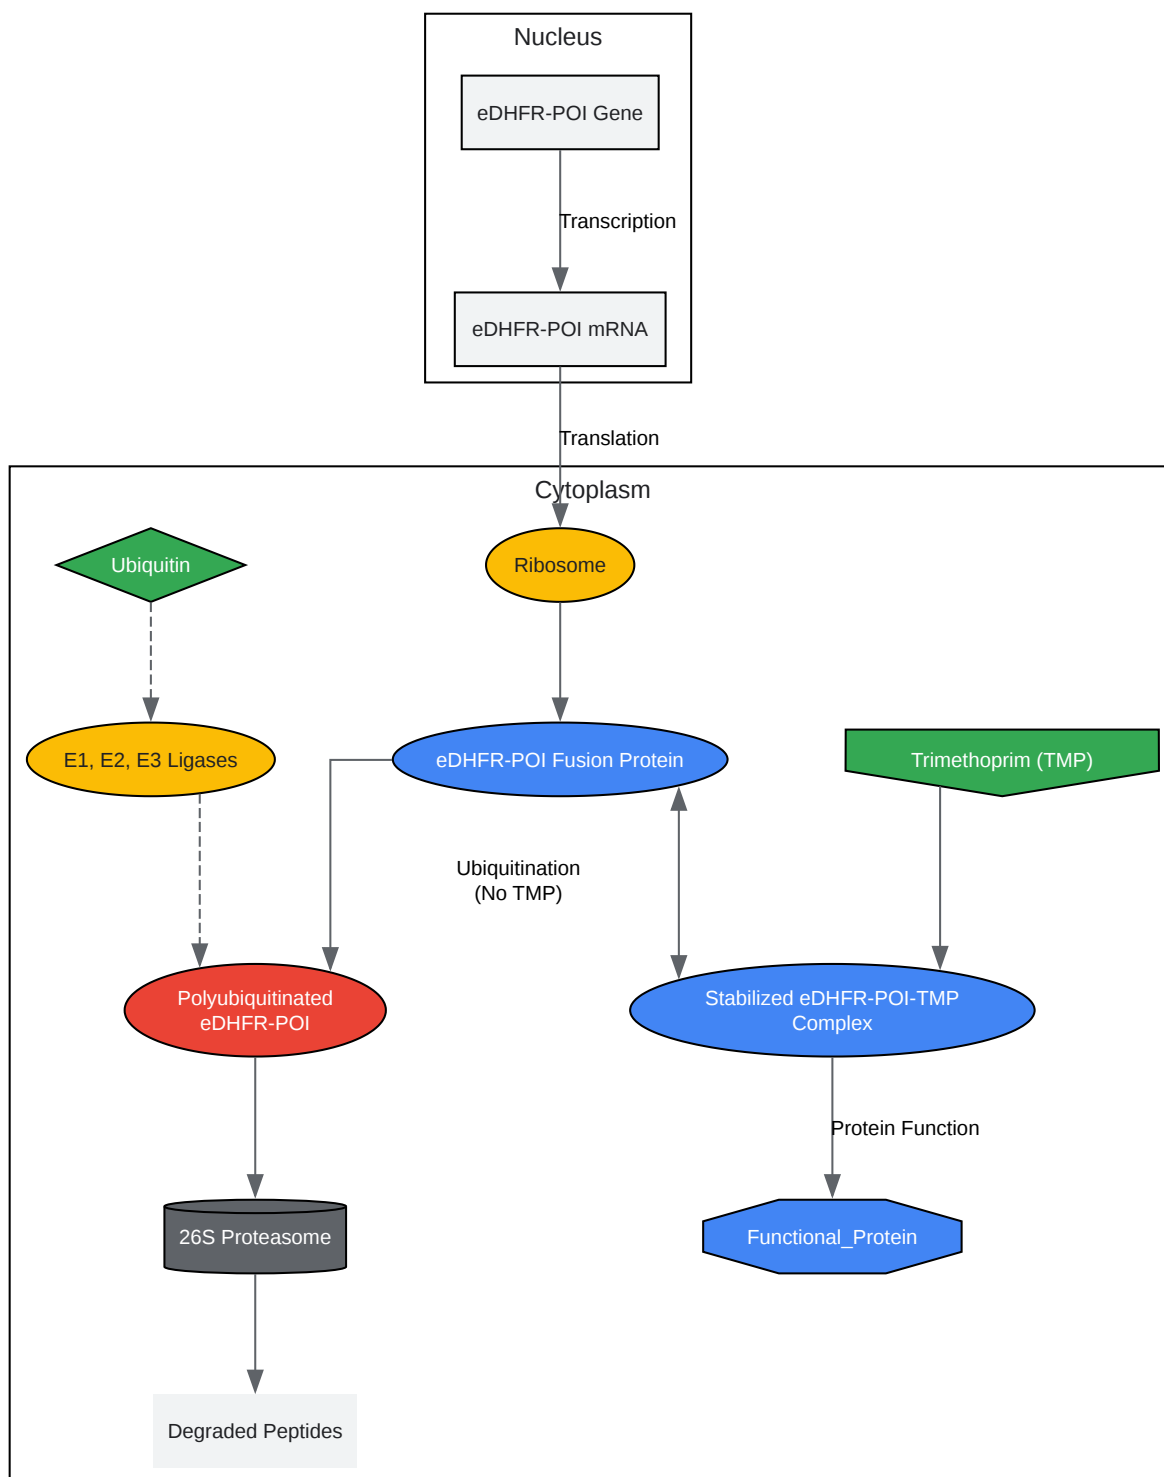 Nucleus
eDHFR-POI Gene
Transcription
eDHFR-POI mRNA
Translation
Cytoplasm
Ubiquitin
Ribosome
E1, E2, E3 Ligases
eDHFR-POI Fusion Protein
Trimethoprim (TMP)
Ubiquitination
(No TMP)
Polyubiquitinated
eDHFR-POI
Stabilized eDHFR-POI-TMP
Complex
Protein Function
26S Proteasome
Functional_Protein
Degraded Peptides